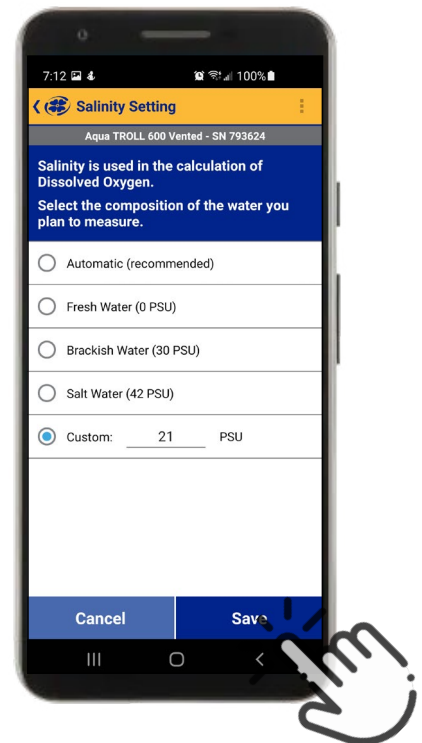 7:12 100%
Salinity Setting
Aqua TROLL 600 Vented - SN 793624
Salinity is used in the calculation of
Dissolved Oxygen.
Select the composition of the water you
plan to measure.
Automatic (recommended)
Fresh Water (0 PSU)
Brackish Water (30 PSU)
Salt Water (42 PSU)
Custom: 21 PSU
Cancel Save